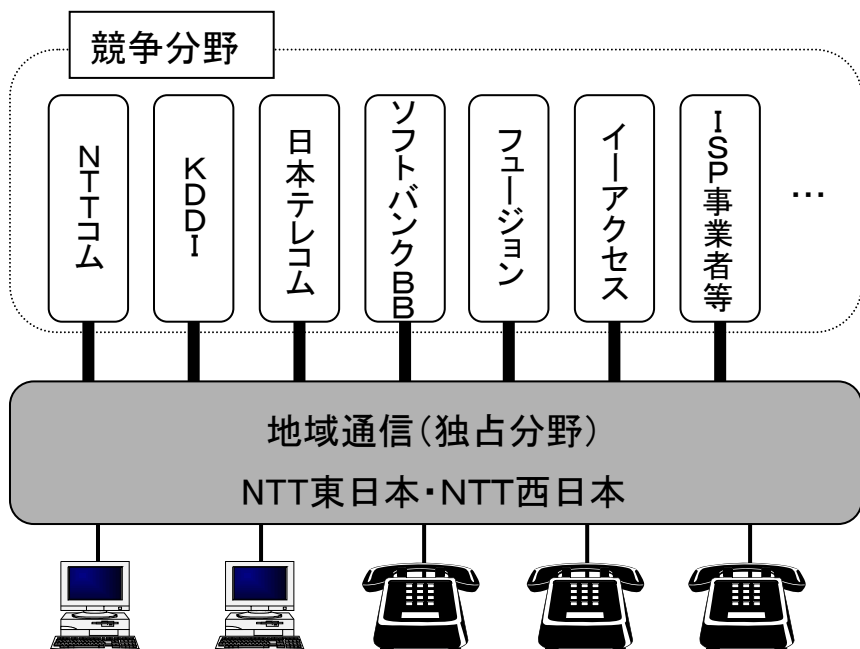 競争分野
ＮＴＴコム
ＫＤＤＩ
日本テレコム
ソフトバンクＢＢ
フュージョン
イーアクセス
ＩＳＰ事業者等
…
地域通信（独占分野）
NTT東日本・NTT西日本